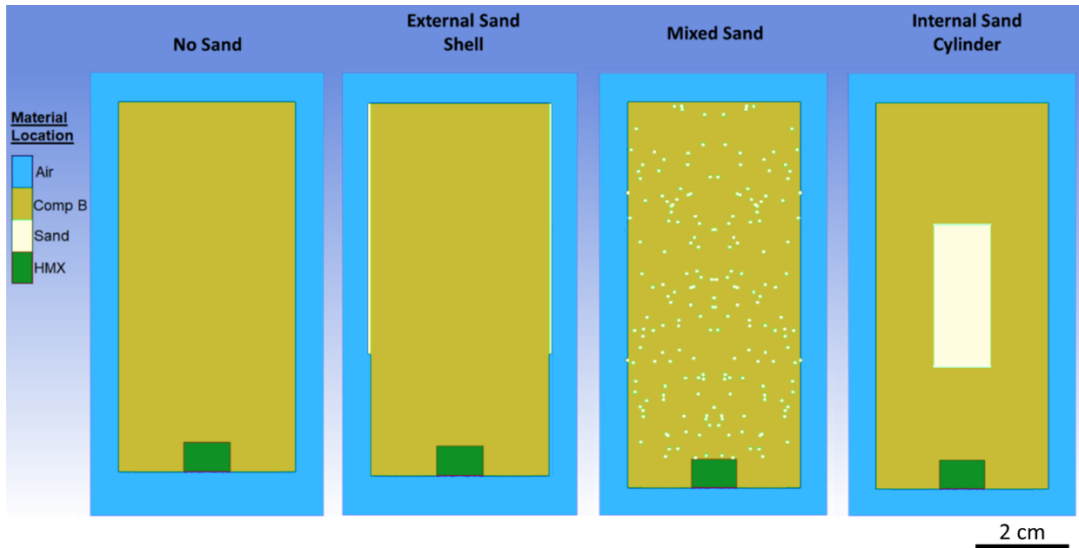 No Sand
External Sand
Shell
Mixed Sand
Internal Sand
Cylinder
Material
Location
Air
Comp B
Sand
HMX
2 cm